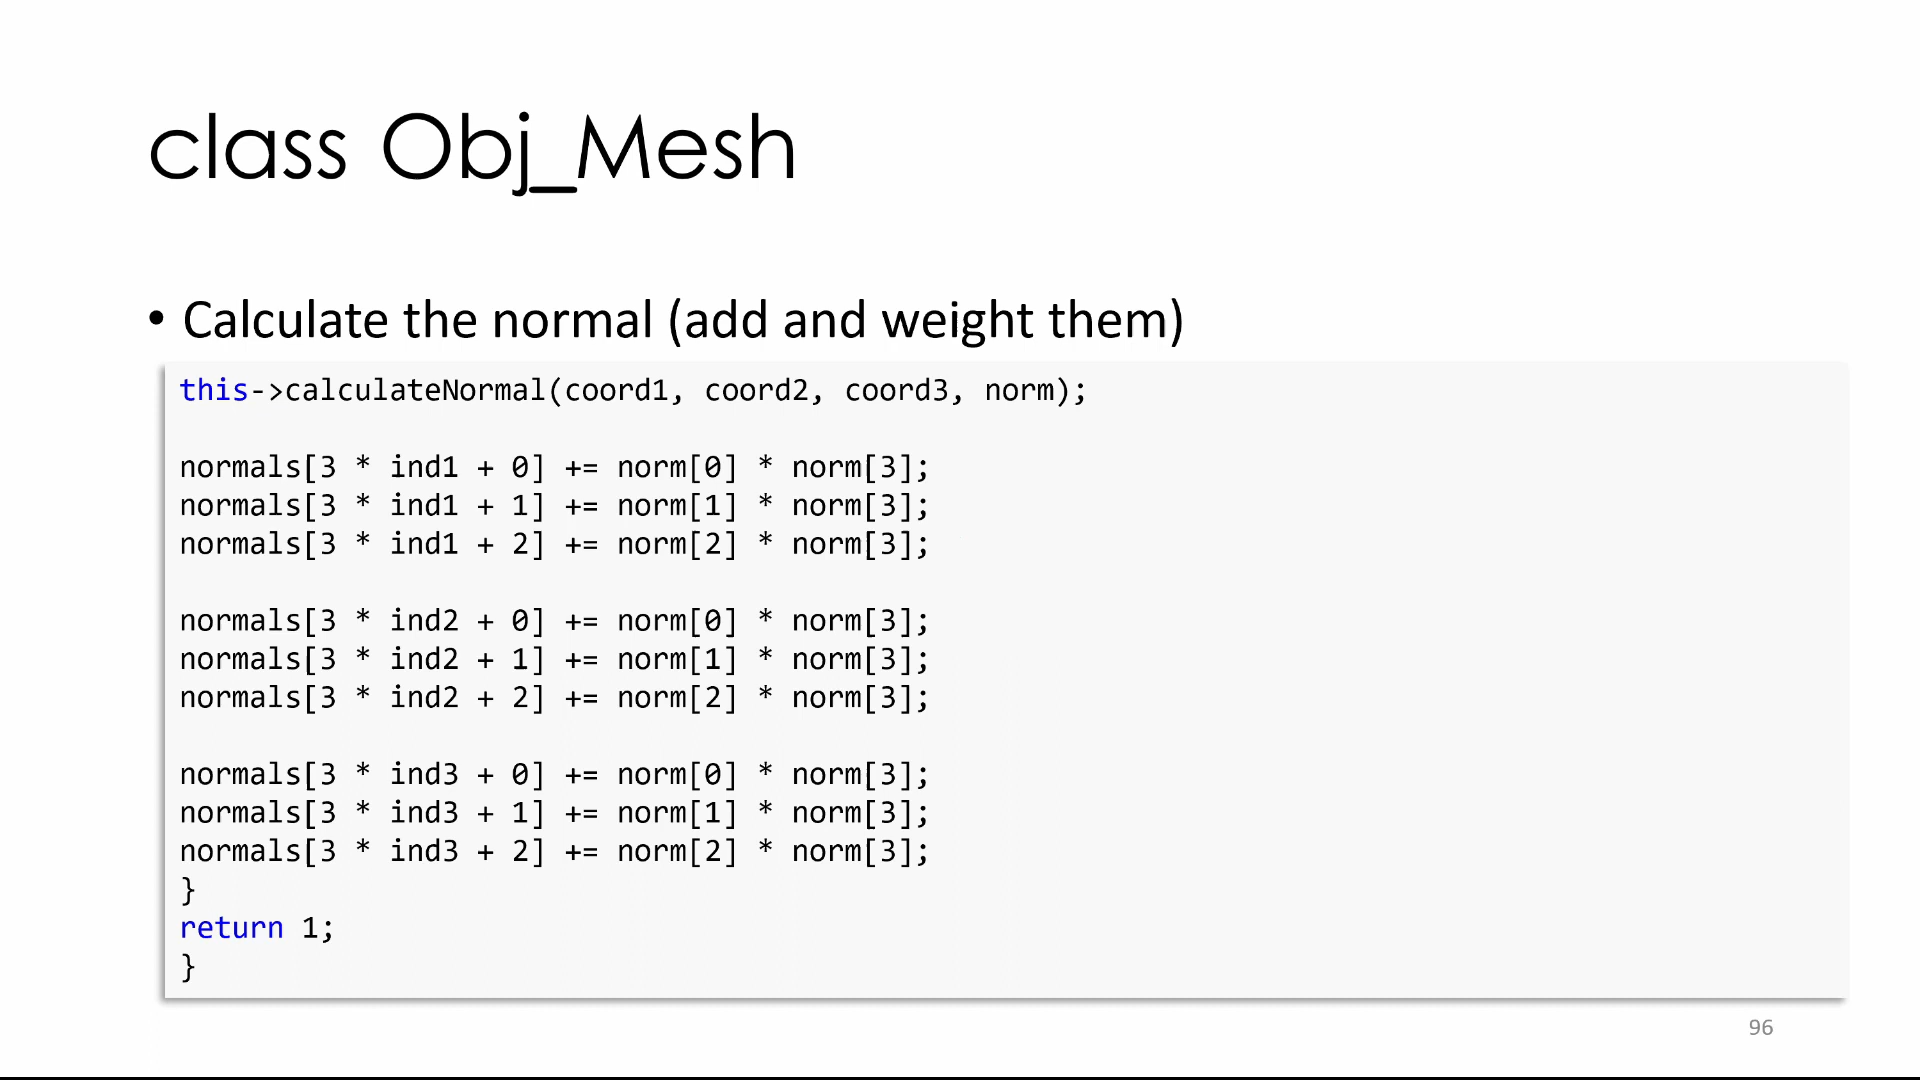 class Obj_Mesh
• Calculate the normal (add and weight them)
this->calculateNormal(coord1, coord2, coord3, norm);
normals[3 * ind1 + 0] += norm[0] * norm[3];
normals[3 * ind1 + 1] += norm[1] * norm[3];
normals[3 * ind1 + 2] += norm[2] * norm[3];
normals[3 * ind2 + 0] += norm[0] * norm[3];
normals[3 * ind2 + 1] += norm[1] * norm[3];
normals[3 * ind2 + 2] += norm[2] * norm[3];
normals[3 * ind3 + 0] += norm[0] * norm[3];
normals[3 * ind3 + 1] += norm[1] * norm[3];
normals[3 * ind3 + 2] += norm[2] * norm[3];
}
return 1;
}
96